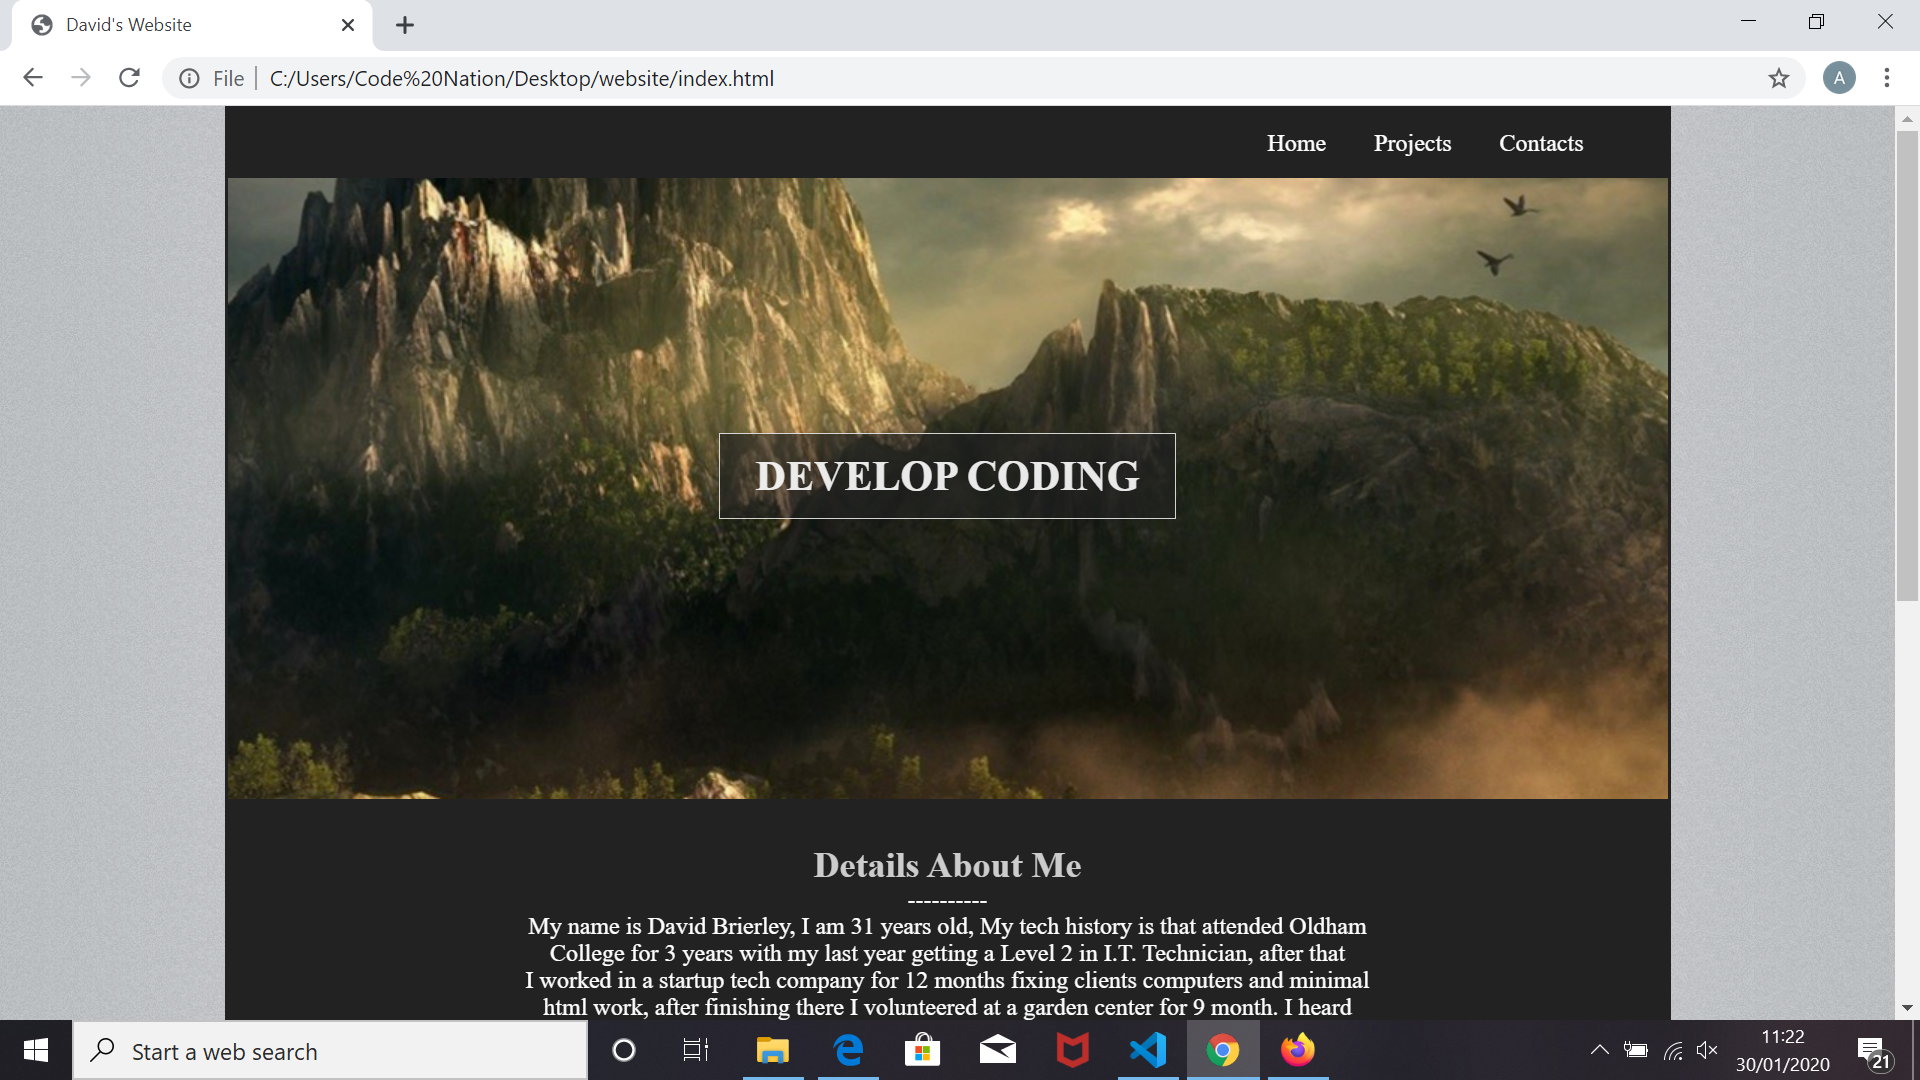 David's Website
File
C:/Users/Code%20Nation/Desktop/website/index.html
A
Home Projects Contacts
DEVELOP CODING
Details About Me
----------
My name is David Brierley, I am 31 years old, My tech history is that attended Oldham
College for 3 years with my last year getting a Level 2 in I.T. Technician, after that
I worked in a startup tech company for 12 months fixing clients computers and minimal
html work, after finishing there I volunteered at a garden center for 9 month. I heard
Start a web search
11:22
30/01/2020
21